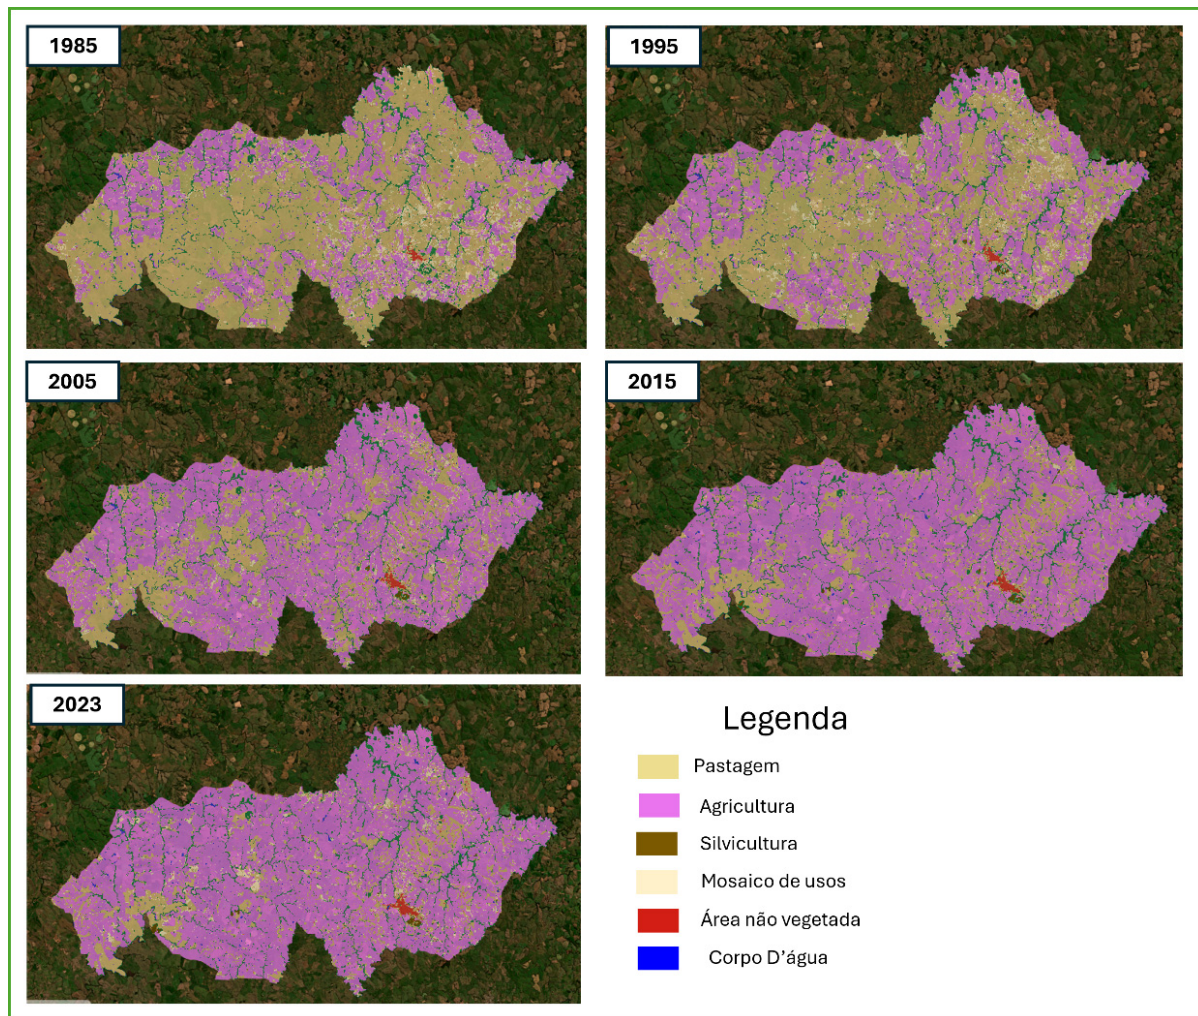 1985
1995
2005
2015
2023
Legenda
Pastagem
Agricultura
Silvicultura
Mosaico de usos
Área não vegetada
Corpo D’água